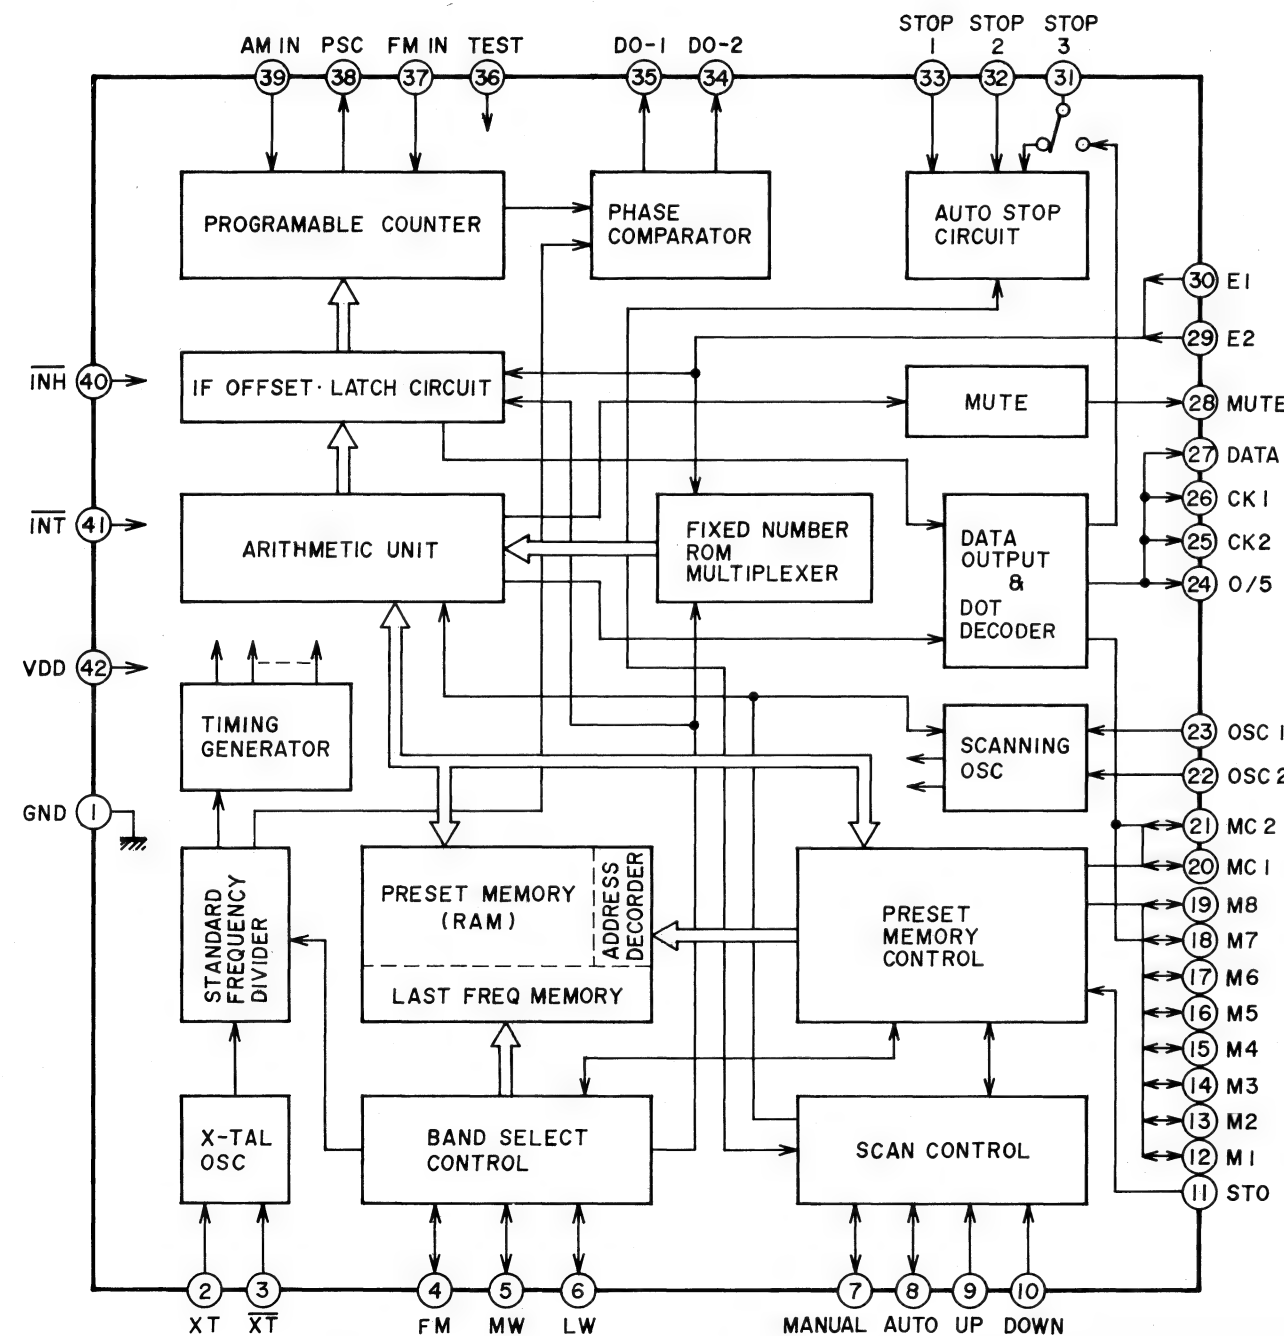 AM IN PSC FM IN TEST DO-1 DO-2 STOP 1 STOP 2 STOP 3
39 38 37 36 35 34 33 32 31
PROGRAMABLE COUNTER
PHASE
COMPARATOR
AUTO STOP
CIRCUIT
30 E1
29 E2
I̅N̅H̅ 40
IF OFFSET · LATCH CIRCUIT
MUTE
28 MUTE
27 DATA
26 CK1
25 CK2
24 O/5
I̅N̅T̅ 41
ARITHMETIC UNIT
FIXED NUMBER
ROM
MULTIPLEXER
DATA
OUTPUT
&
DOT
DECODER
VDD 42
TIMING
GENERATOR
SCANNING
OSC
23 OSC 1
22 OSC 2
GND 1
21 MC 2
20 MC 1
19 M8
18 M7
17 M6
16 M5
15 M4
14 M3
13 M2
12 M1
11 STO
STANDARD
FREQUENCY
DIVIDER
PRESET MEMORY
(RAM)
ADDRESS
DECORDER
LAST FREQ MEMORY
PRESET
MEMORY
CONTROL
X-TAL
OSC
BAND SELECT
CONTROL
SCAN CONTROL
2 3 4 5 6 7 8 9 10
XT X̅T̅ FM MW LW MANUAL AUTO UP DOWN